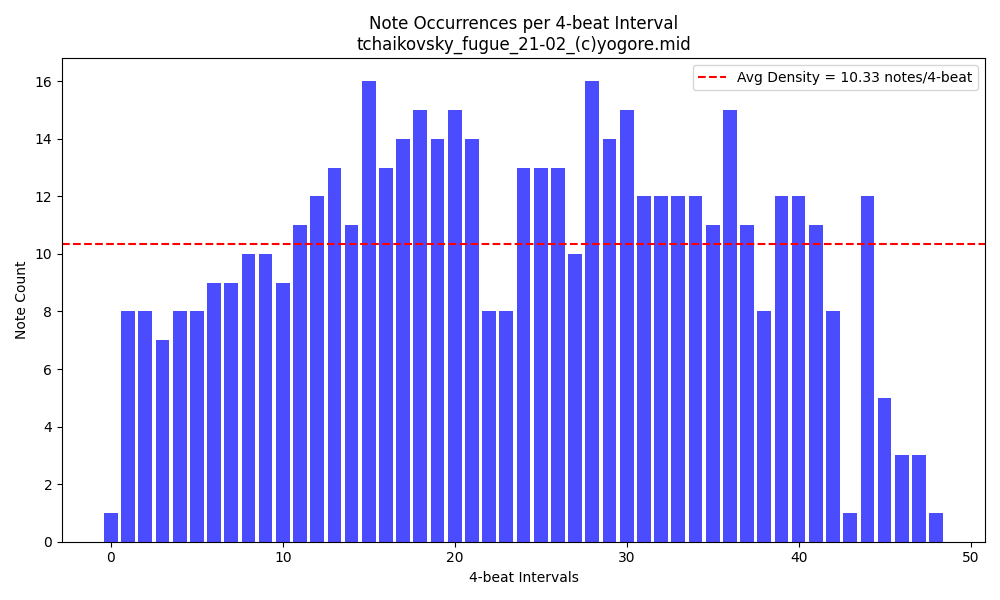 Note Occurrences per 4-beat Interval
tchaikovsky_fugue_21-02_(c)yogore.mid
Avg Density = 10.33 notes/4-beat
Note Count
16
14
12
10
8
6
4
2
0
0 10 20 30 40 50
4-beat Intervals